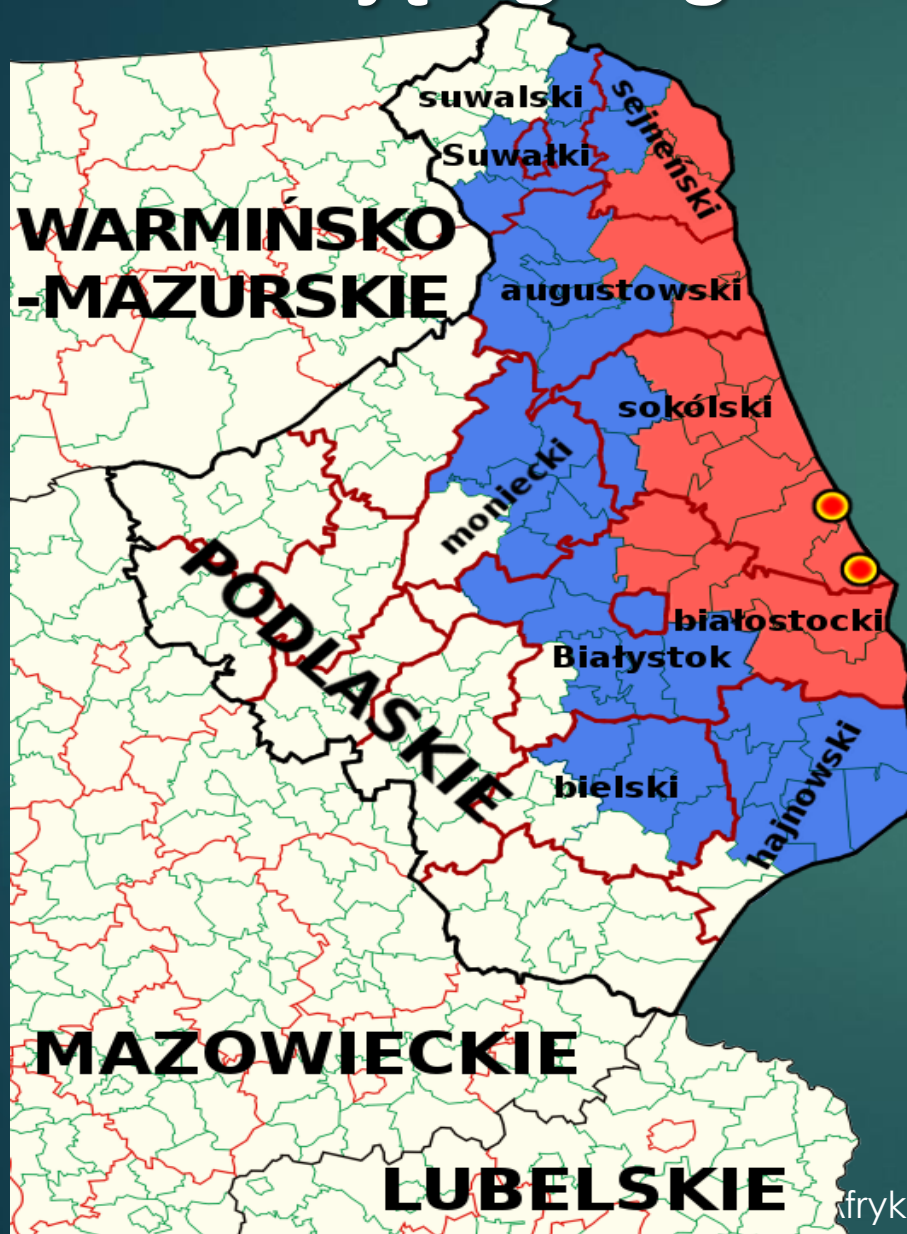 suwalski
sejneński
Suwałki
WARMIŃSKO
-MAZURSKIE
augustowski
sokólski
moniecki
PODLASKIE
białostocki
Białystok
bielski
hajnowski
MAZOWIECKIE
LUBELSKIE
fryk